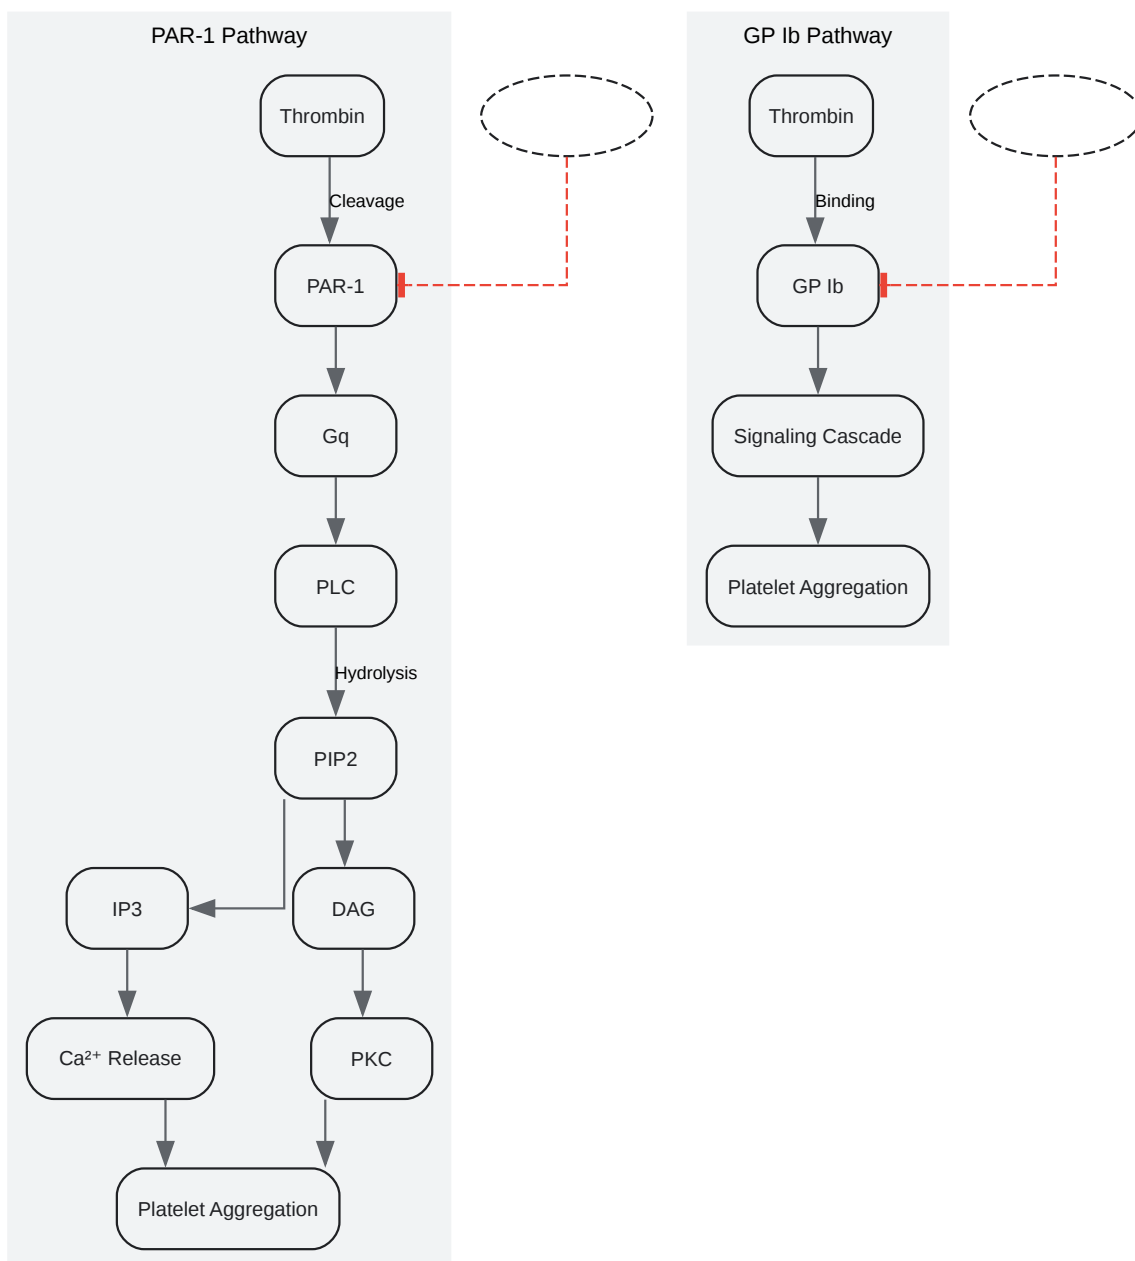 PAR-1 Pathway
Thrombin
Cleavage
PAR-1
Gq
PLC
Hydrolysis
PIP2
IP3
DAG
Ca²⁺ Release
PKC
Platelet Aggregation
GP Ib Pathway
Thrombin
Binding
GP Ib
Signaling Cascade
Platelet Aggregation